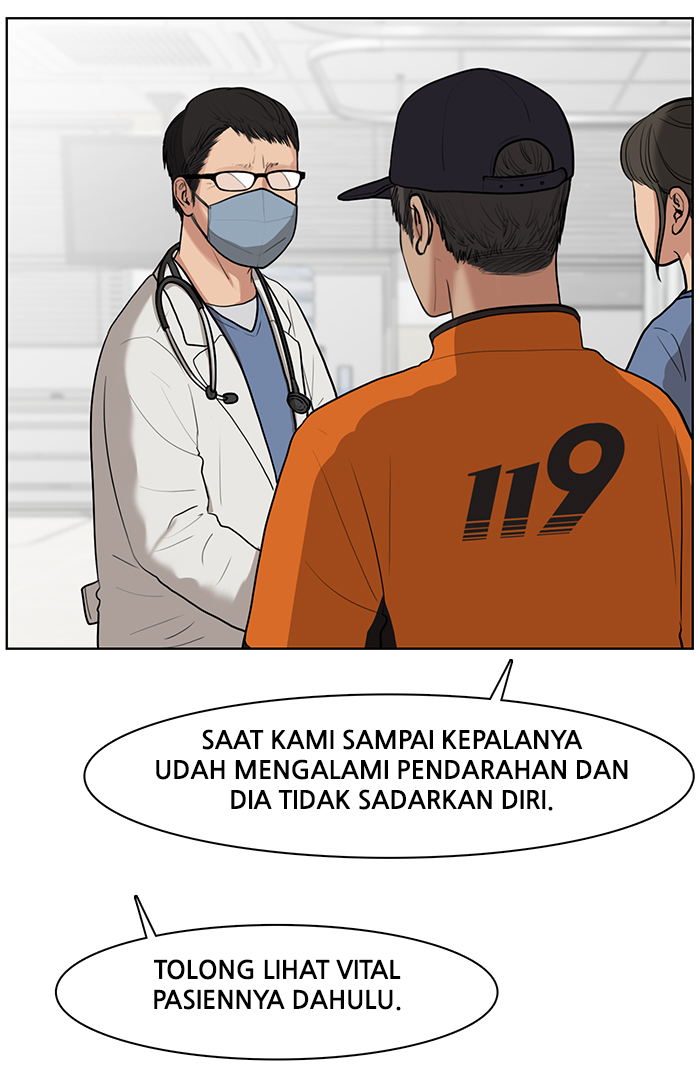 119
SAAT KAMI SAMPAI KEPALANYA
UDAH MENGALAMI PENDARAHAN DAN
DIA TIDAK SADARKAN DIRI.
TOLONG LIHAT VITAL
PASIENNYA DAHULU.